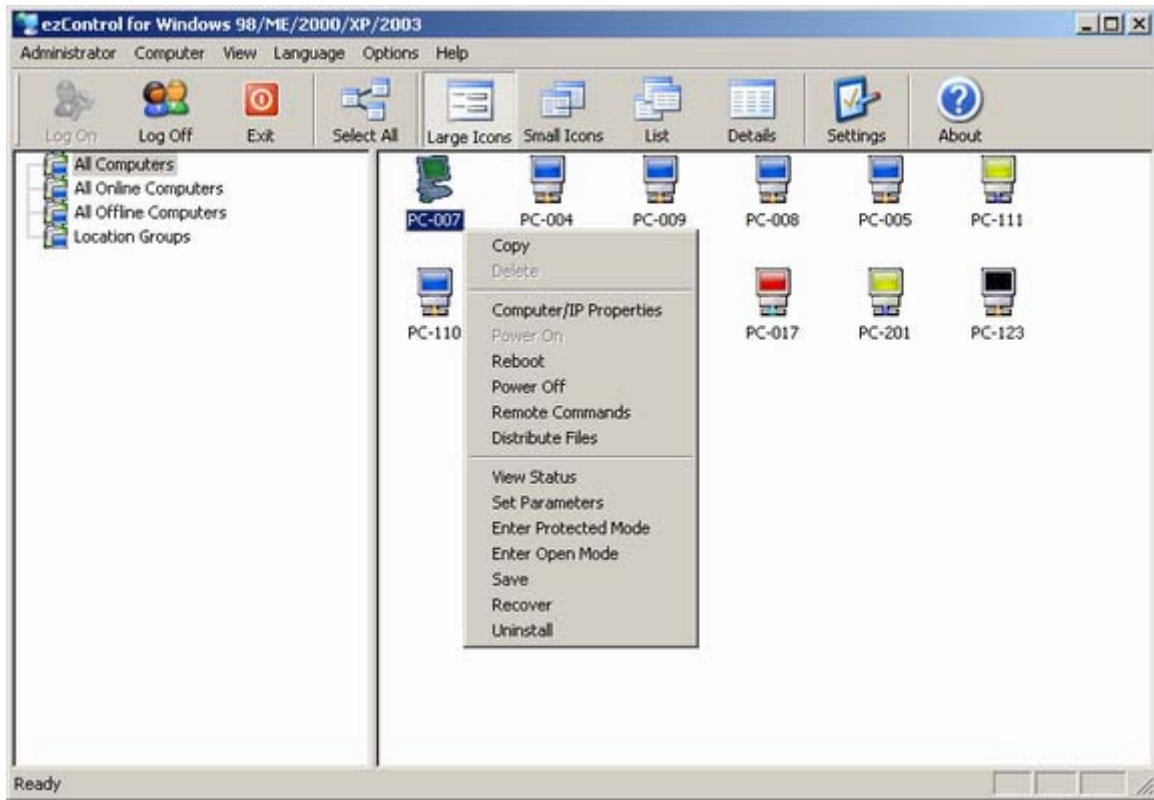 ezControl for Windows 98/ME/2000/XP/2003
Administrator Computer View Language Options Help
Log On Log Off Exit Select All Large Icons Small Icons List Details Settings About
All Computers
All Online Computers
All Offline Computers
Location Groups
PC-007 PC-004 PC-009 PC-008 PC-005 PC-111
PC-110 PC-017 PC-201 PC-123
Copy
Delete
Computer/IP Properties
Power On
Reboot
Power Off
Remote Commands
Distribute Files
View Status
Set Parameters
Enter Protected Mode
Enter Open Mode
Save
Recover
Uninstall
Ready